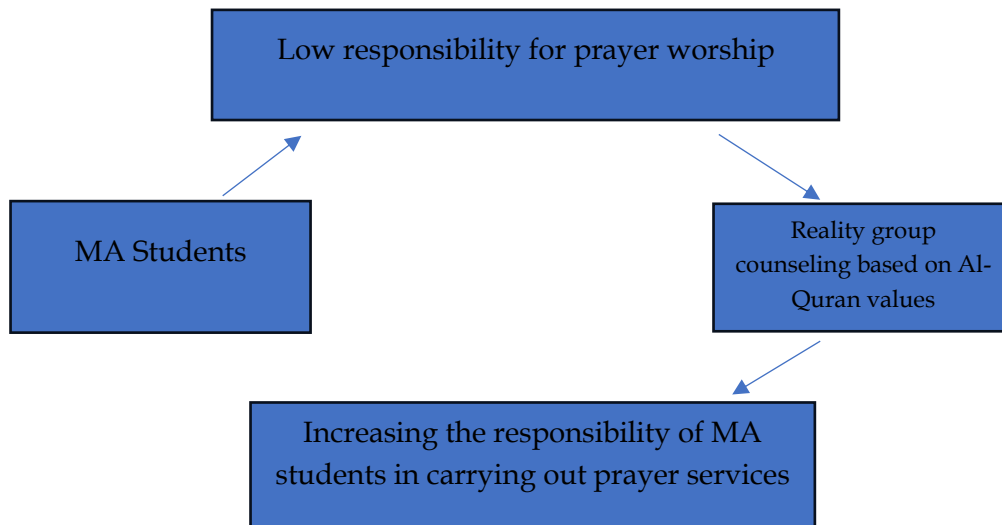 Low responsibility for prayer worship
MA Students
Reality group
counseling based on Al-
Quran values
Increasing the responsibility of MA
students in carrying out prayer services